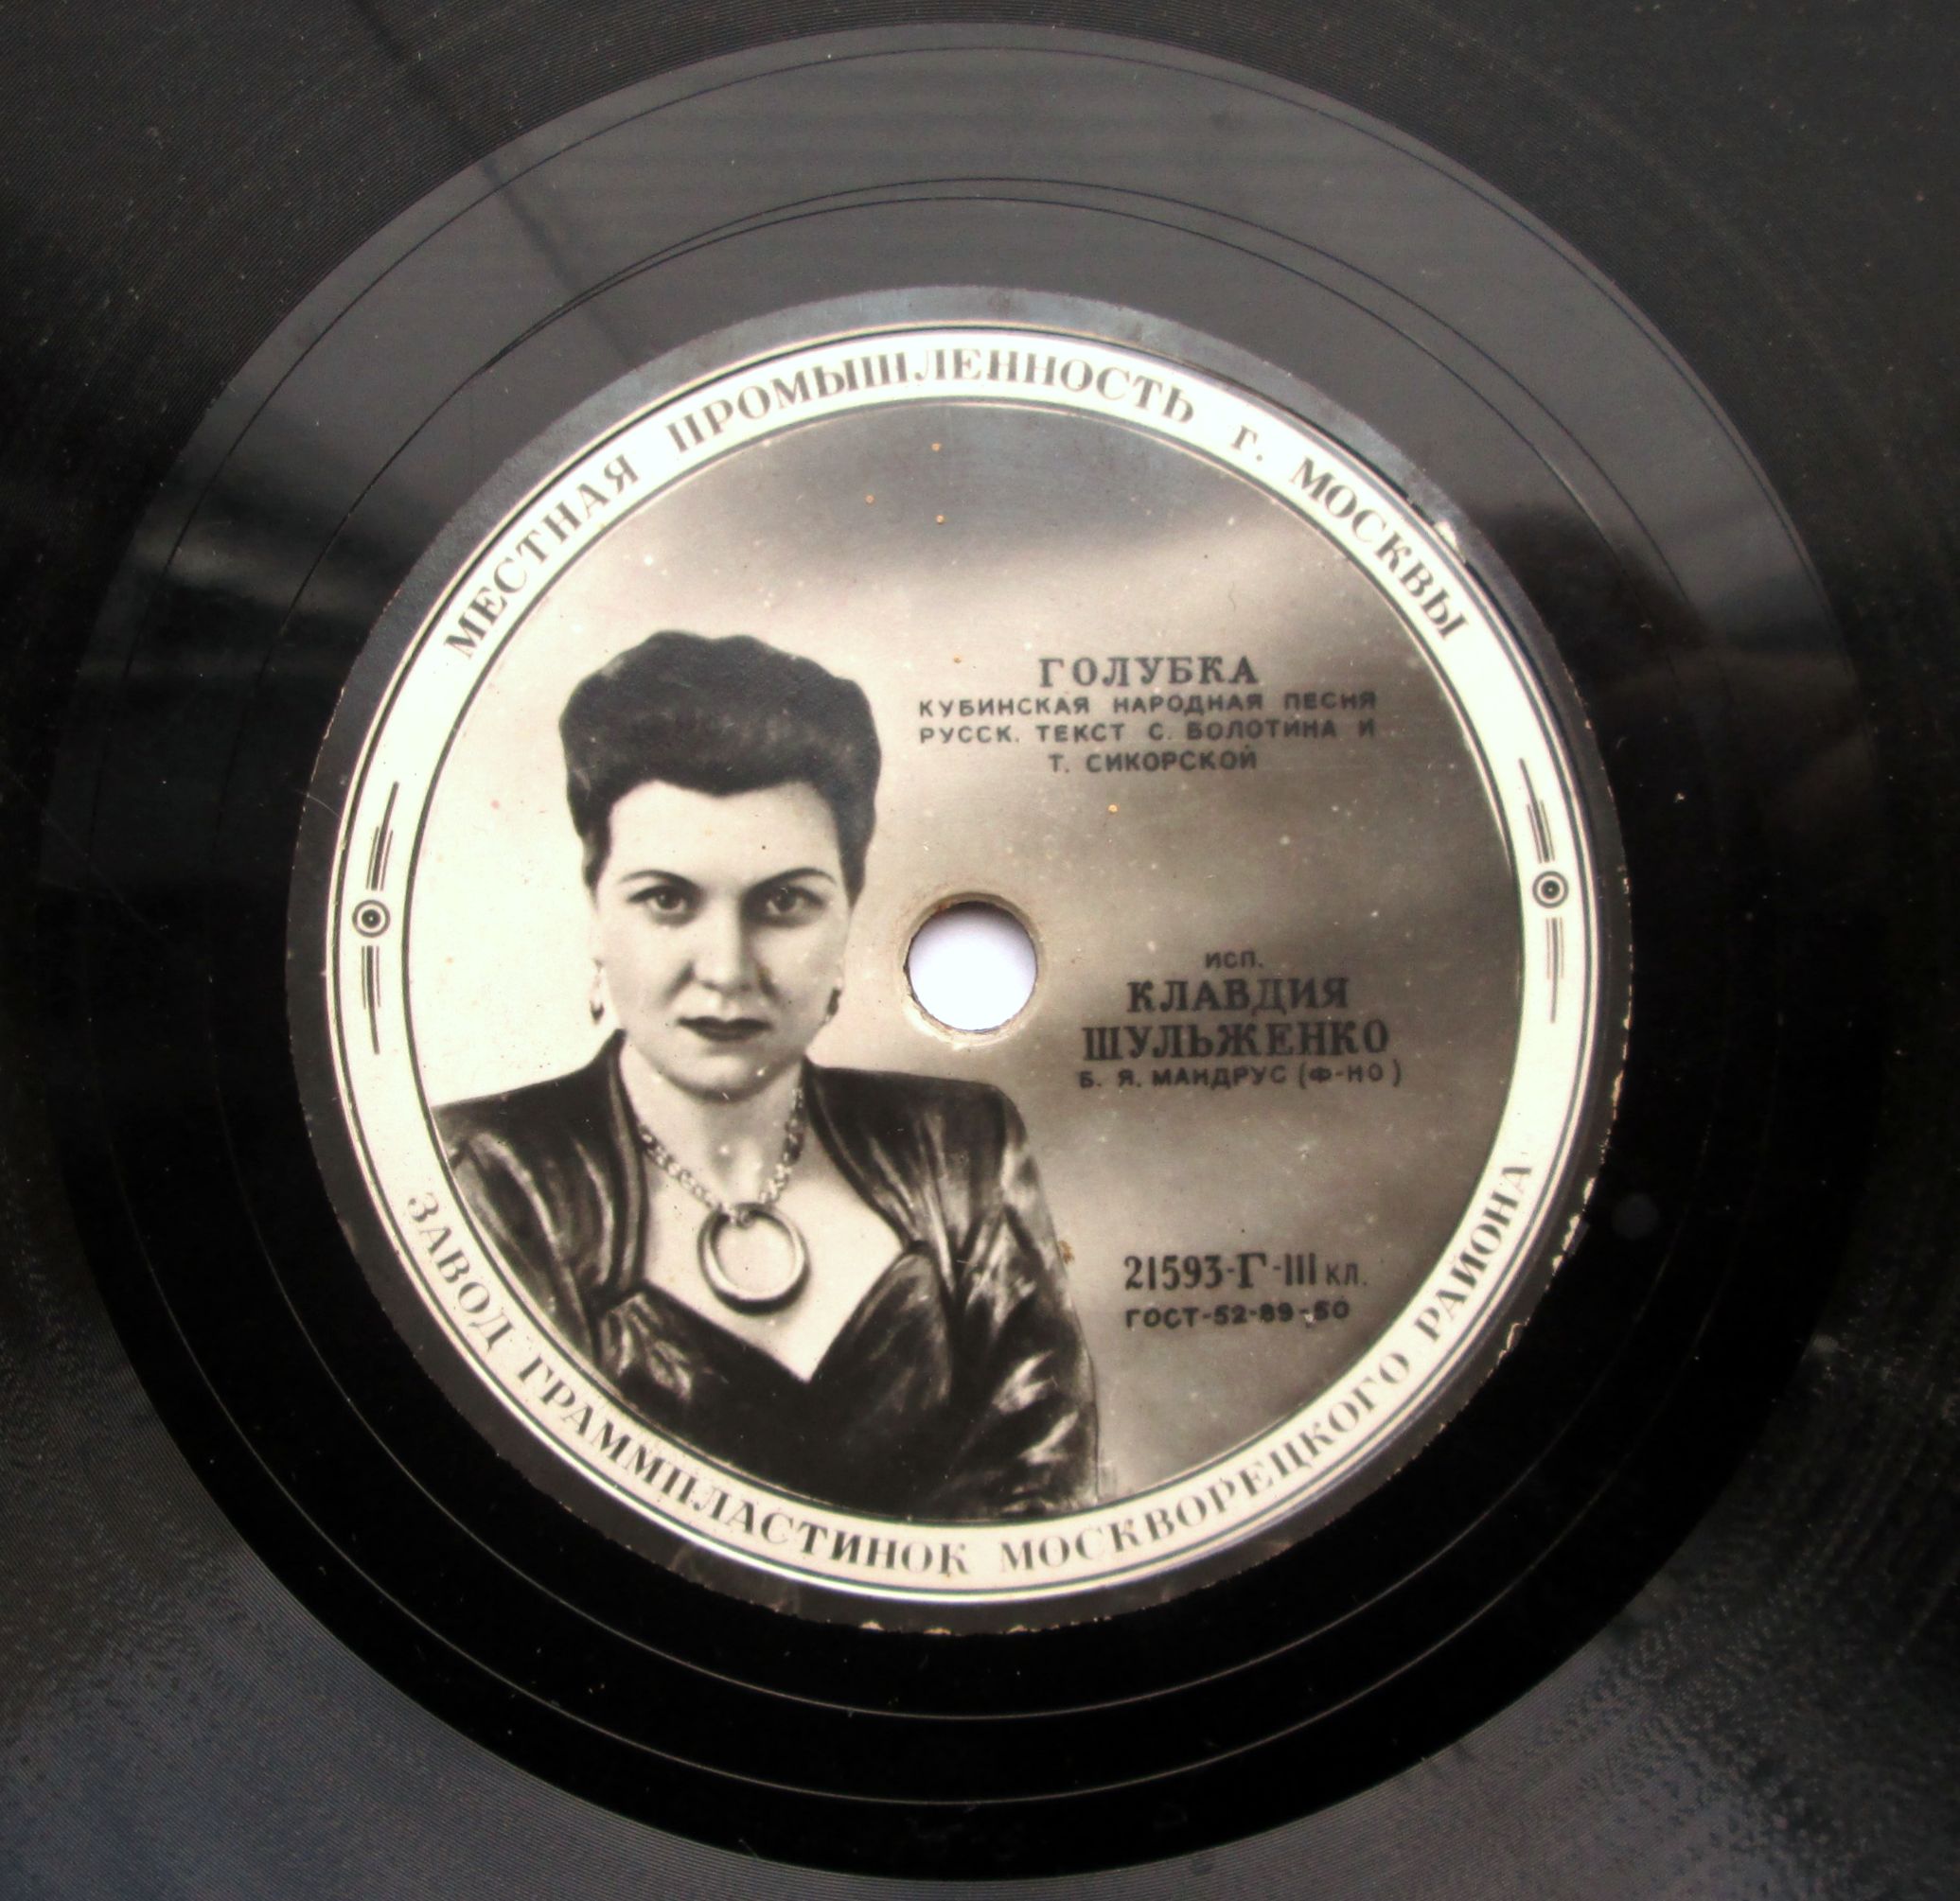 МЕСТНАЯ ПРОМЫШЛЕННОСТЬ г. МОСКВЫ
ГОЛУБКА
КУБИНСКАЯ НАРОДНАЯ ПЕСНЯ
РУССК. ТЕКСТ С. БОЛОТИНА И
Т. СИКОРСКОЙ
ИСП.
КЛАВДИЯ
ШУЛЬЖЕНКО
Б. Я. МАНДРУС (Ф-НО)
21593-Г-III КЛ.
ГОСТ-52-89-50
ЗАВОД ГРАММПЛАСТИНОК МОСКВОРЕЦКОГО РАЙОНА